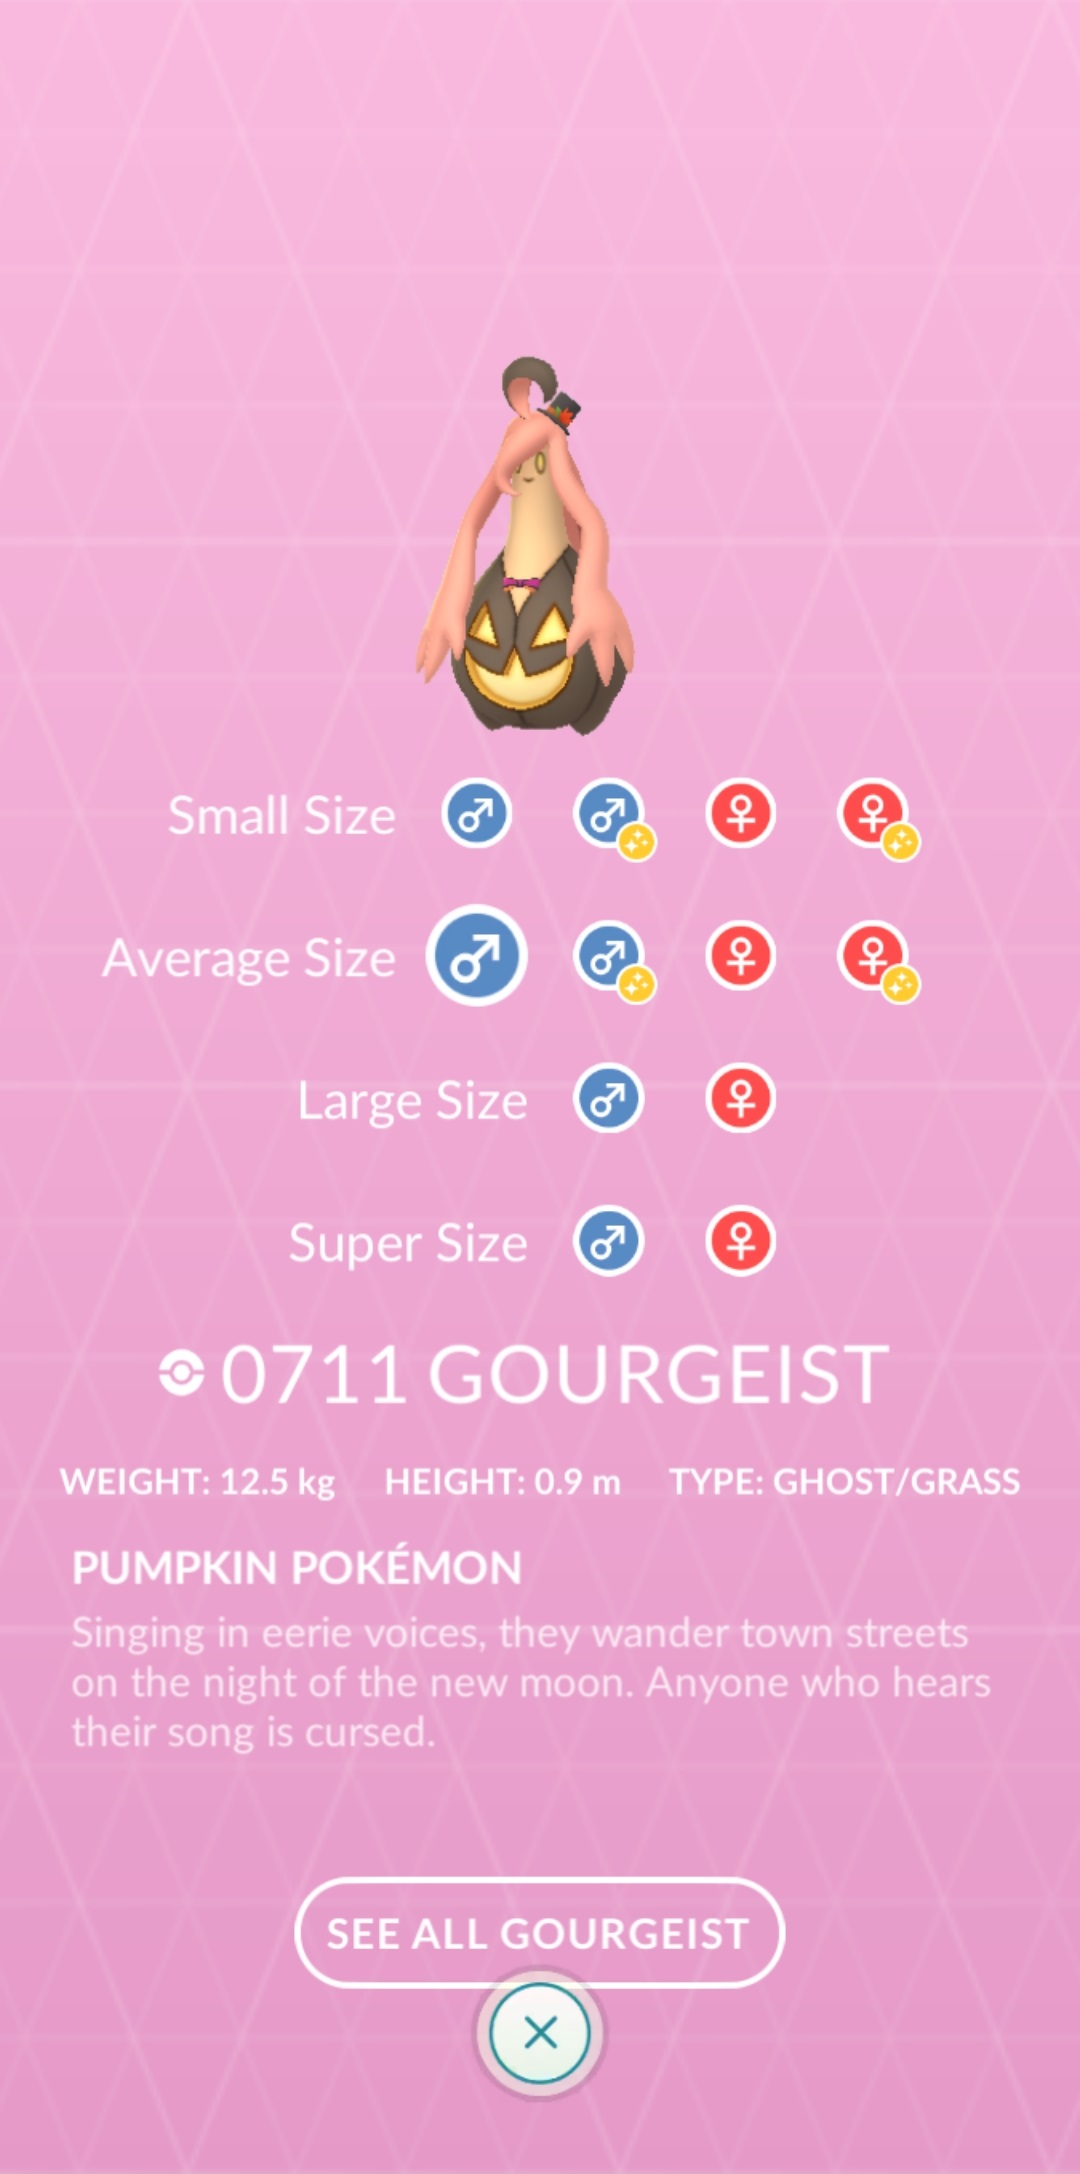 Small Size
Average Size
Large Size
Super Size
0711 GOURGEIST
WEIGHT: 12.5 kg HEIGHT: 0.9 m TYPE: GHOST/GRASS
PUMPKIN POKÉMON
Singing in eerie voices, they wander town streets
on the night of the new moon. Anyone who hears
their song is cursed.
SEE ALL GOURGEIST